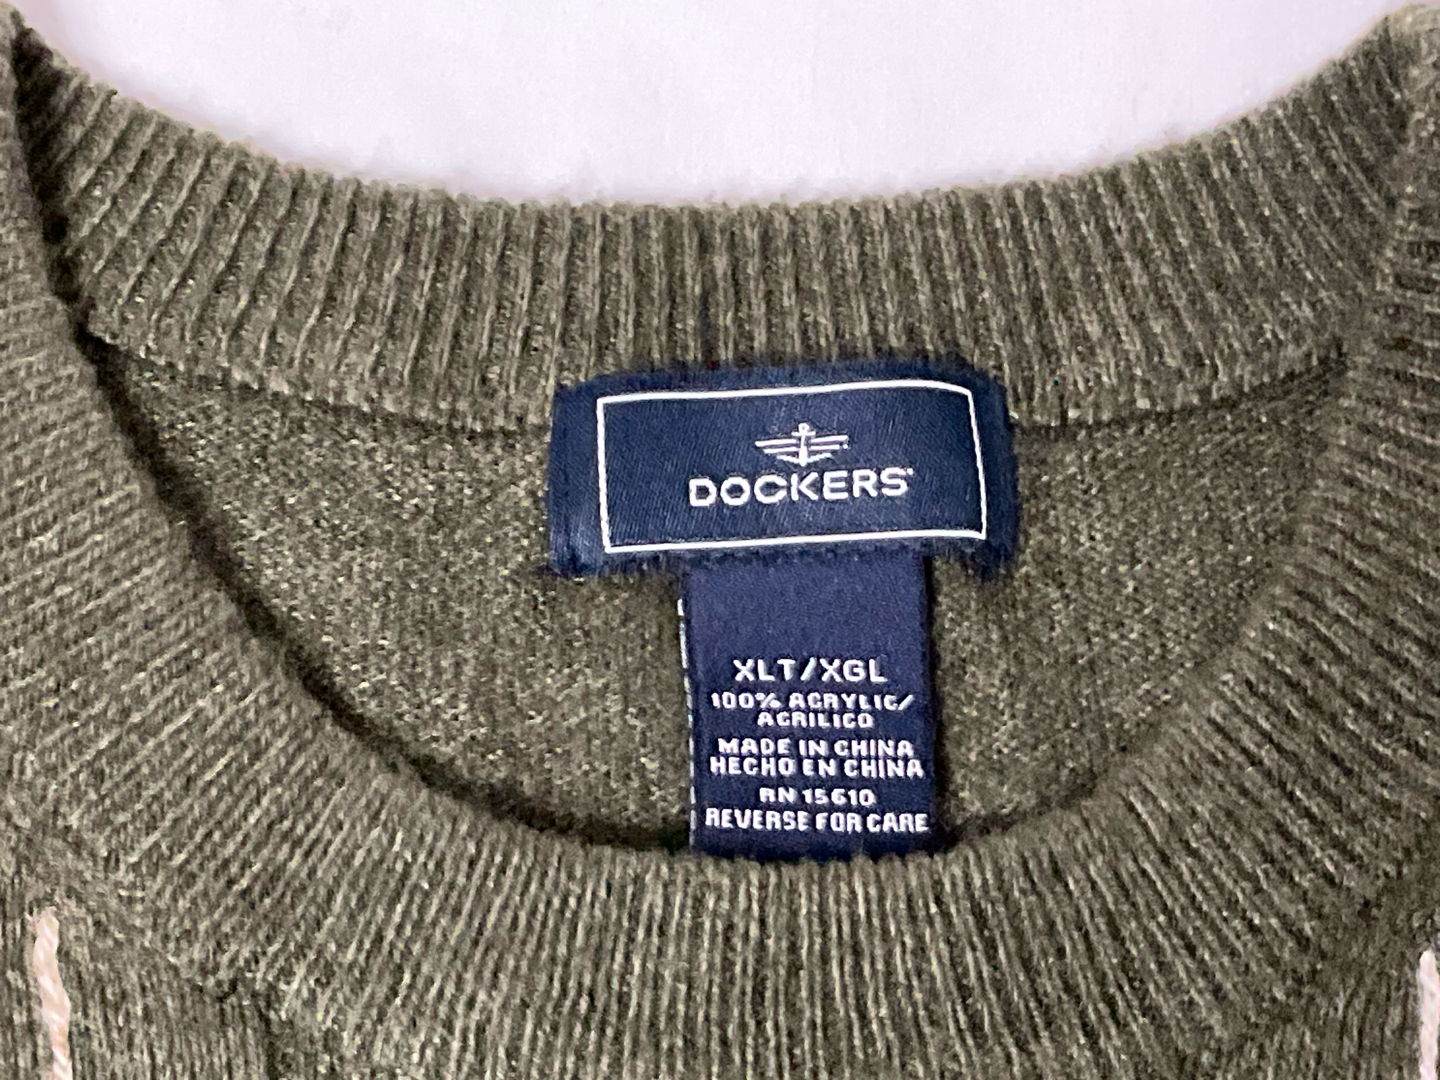 DOCKERS
XLT/XGL
100% ACRYLIC/
ACRILICO
MADE IN CHINA
HECHO EN CHINA
RN 15610
REVERSE FOR CARE